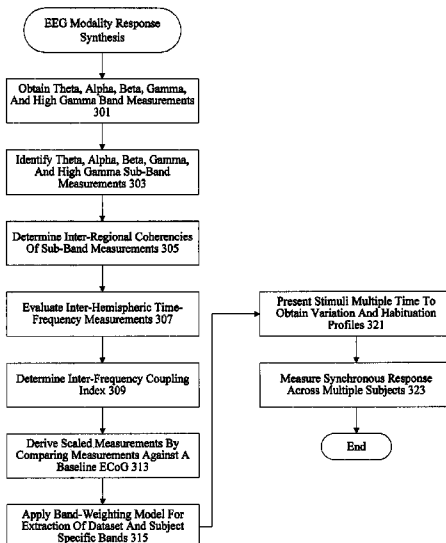 EEG Modality Response
Synthesis
Obtain Theta, Alpha, Beta, Gamma,
And High Gamma Band Measurements
301
Identify Theta, Alpha, Beta, Gamma,
And High Gamma Sub-Band
Measurements 303
Determine Inter-Regional Coherencies
Of Sub-Band Measurements 305
Evaluate Inter-Hemispheric Time-
Frequency Measurements 307
Determine Inter-Frequency Coupling
Index 309
Derive Scaled Measurements By
Comparing Measurements Against A
Baseline ECoG 313
Apply Band-Weighting Model For
Extraction Of Dataset And Subject
Specific Bands 315
Present Stimuli Multiple Time To
Obtain Variation And Habituation
Profiles 321
Measure Synchronous Response
Across Multiple Subjects 323
End